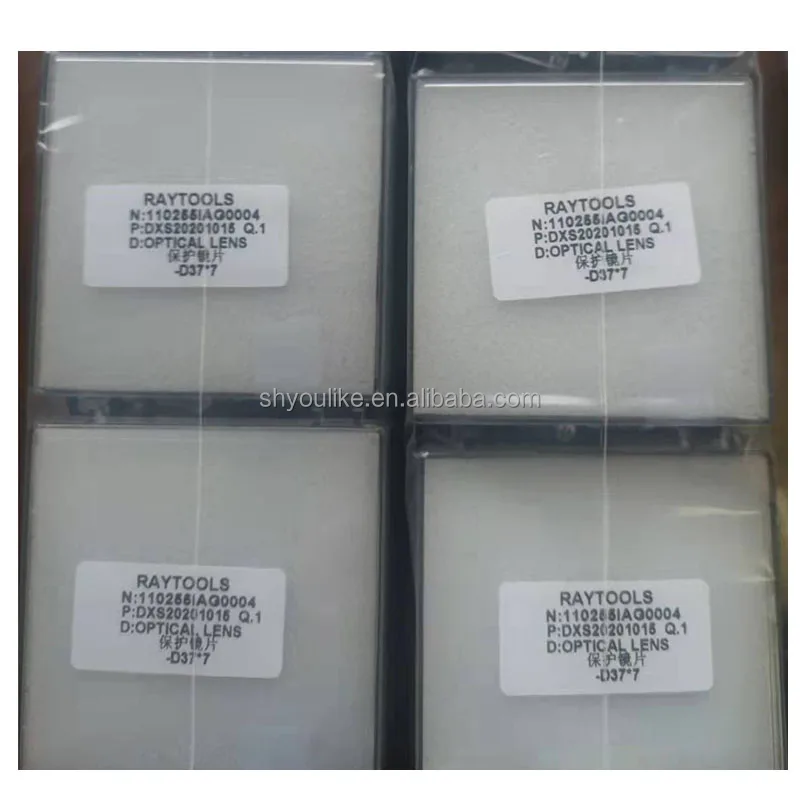 RAYTOOLS
N:110255IAG0004
P:DXS20201015 Q.1
D:OPTICAL LENS
保护镜片
-D37*7
RAYTOOLS
N:110255IAG0004
P:DXS20201015 Q.1
D:OPTICAL LENS
保护镜片
-D37*7
shyoulike.en.alibaba.com
RAYTOOLS
N:110255IAG0004
P:DXS20201015 Q.1
D:OPTICAL LENS
保护镜片
-D37*7
RAYTOOLS
N:110255IAG0004
P:DXS20201015 Q.1
D:OPTICAL LENS
保护镜片
-D37*7